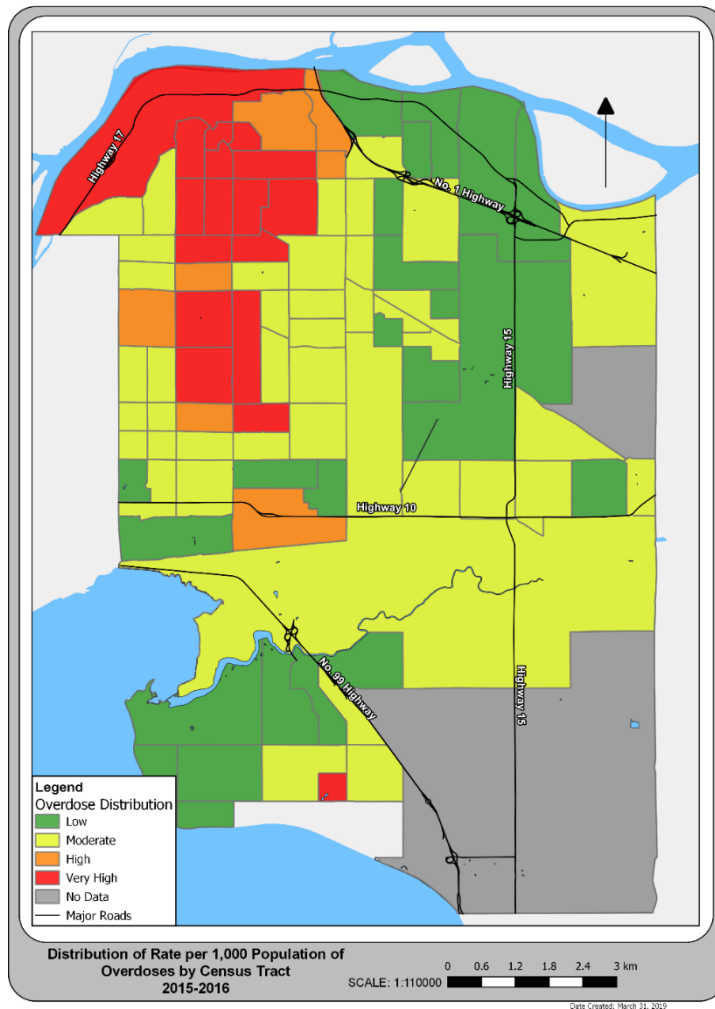 Highway 17
No. 1 Highway
Highway 15
Highway 10
No. 99 Highway
Highway 15
Legend
Overdose Distribution
Low
Moderate
High
Very High
No Data
Major Roads
Distribution of Rate per 1,000 Population of
Overdoses by Census Tract
2015-2016
SCALE: 1:110000
0 0.6 1.2 1.8 2.4 3 km
Date Created: March 31, 2019